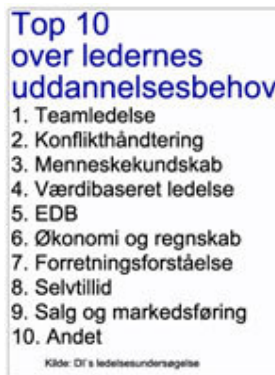 Top 10
over ledernes
uddannelsesbehov
1. Teamledelse
2. Konflikthåndtering
3. Menneskekundskab
4. Værdibaseret ledelse
5. EDB
6. Økonomi og regnskab
7. Forretningsforståelse
8. Selvtillid
9. Salg og markedsføring
10. Andet
Kilde: DI's ledelsesundersøgelse